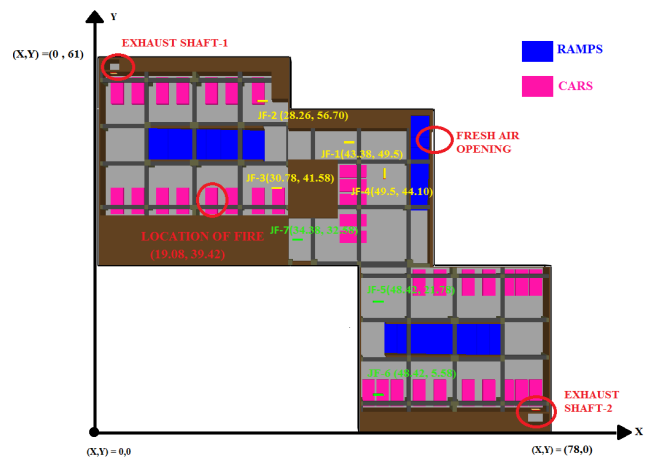 Y
EXHAUST SHAFT-1
(X,Y) =(0 , 61)
RAMPS
CARS
JF-2 (28.26, 56.70)
FRESH AIR
OPENING
JF-1(43.38, 49.5)
JF-3(30.78, 41.58)
JF-4(49.5, 44.10)
LOCATION OF FIRE
(19.08, 39.42)
EXHAUST
SHAFT-2
X
(X,Y) = 0,0
(X,Y) = (78,0)